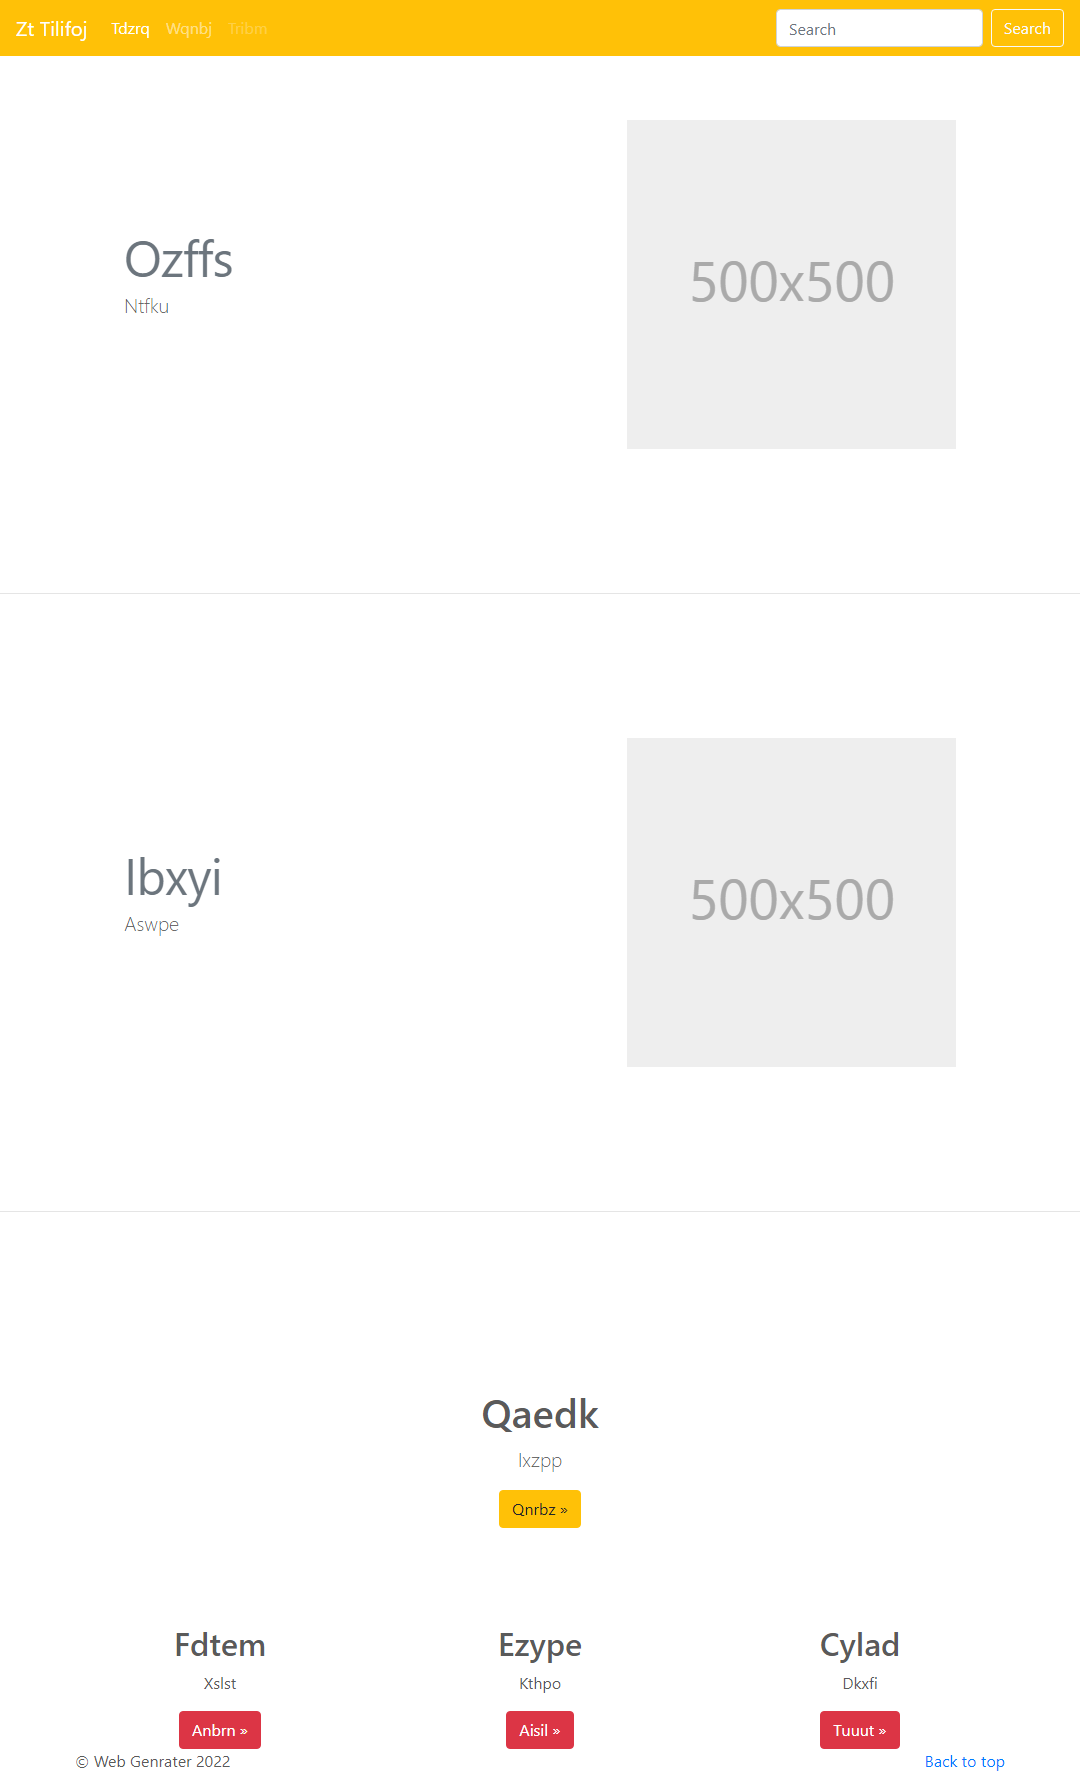 Zt Tilifoj Tdzrq Wqnbj Tribm Search Search
Ozffs
Ntfku
500x500
Ibxyi
Aswpe
500x500
Qaedk
Ixzpp
Qnrbz »
Fdtem Ezype Cylad
Xslst Kthpo Dkxfi
Anbrn » Aisil » Tuuut »
© Web Genrater 2022 Back to top